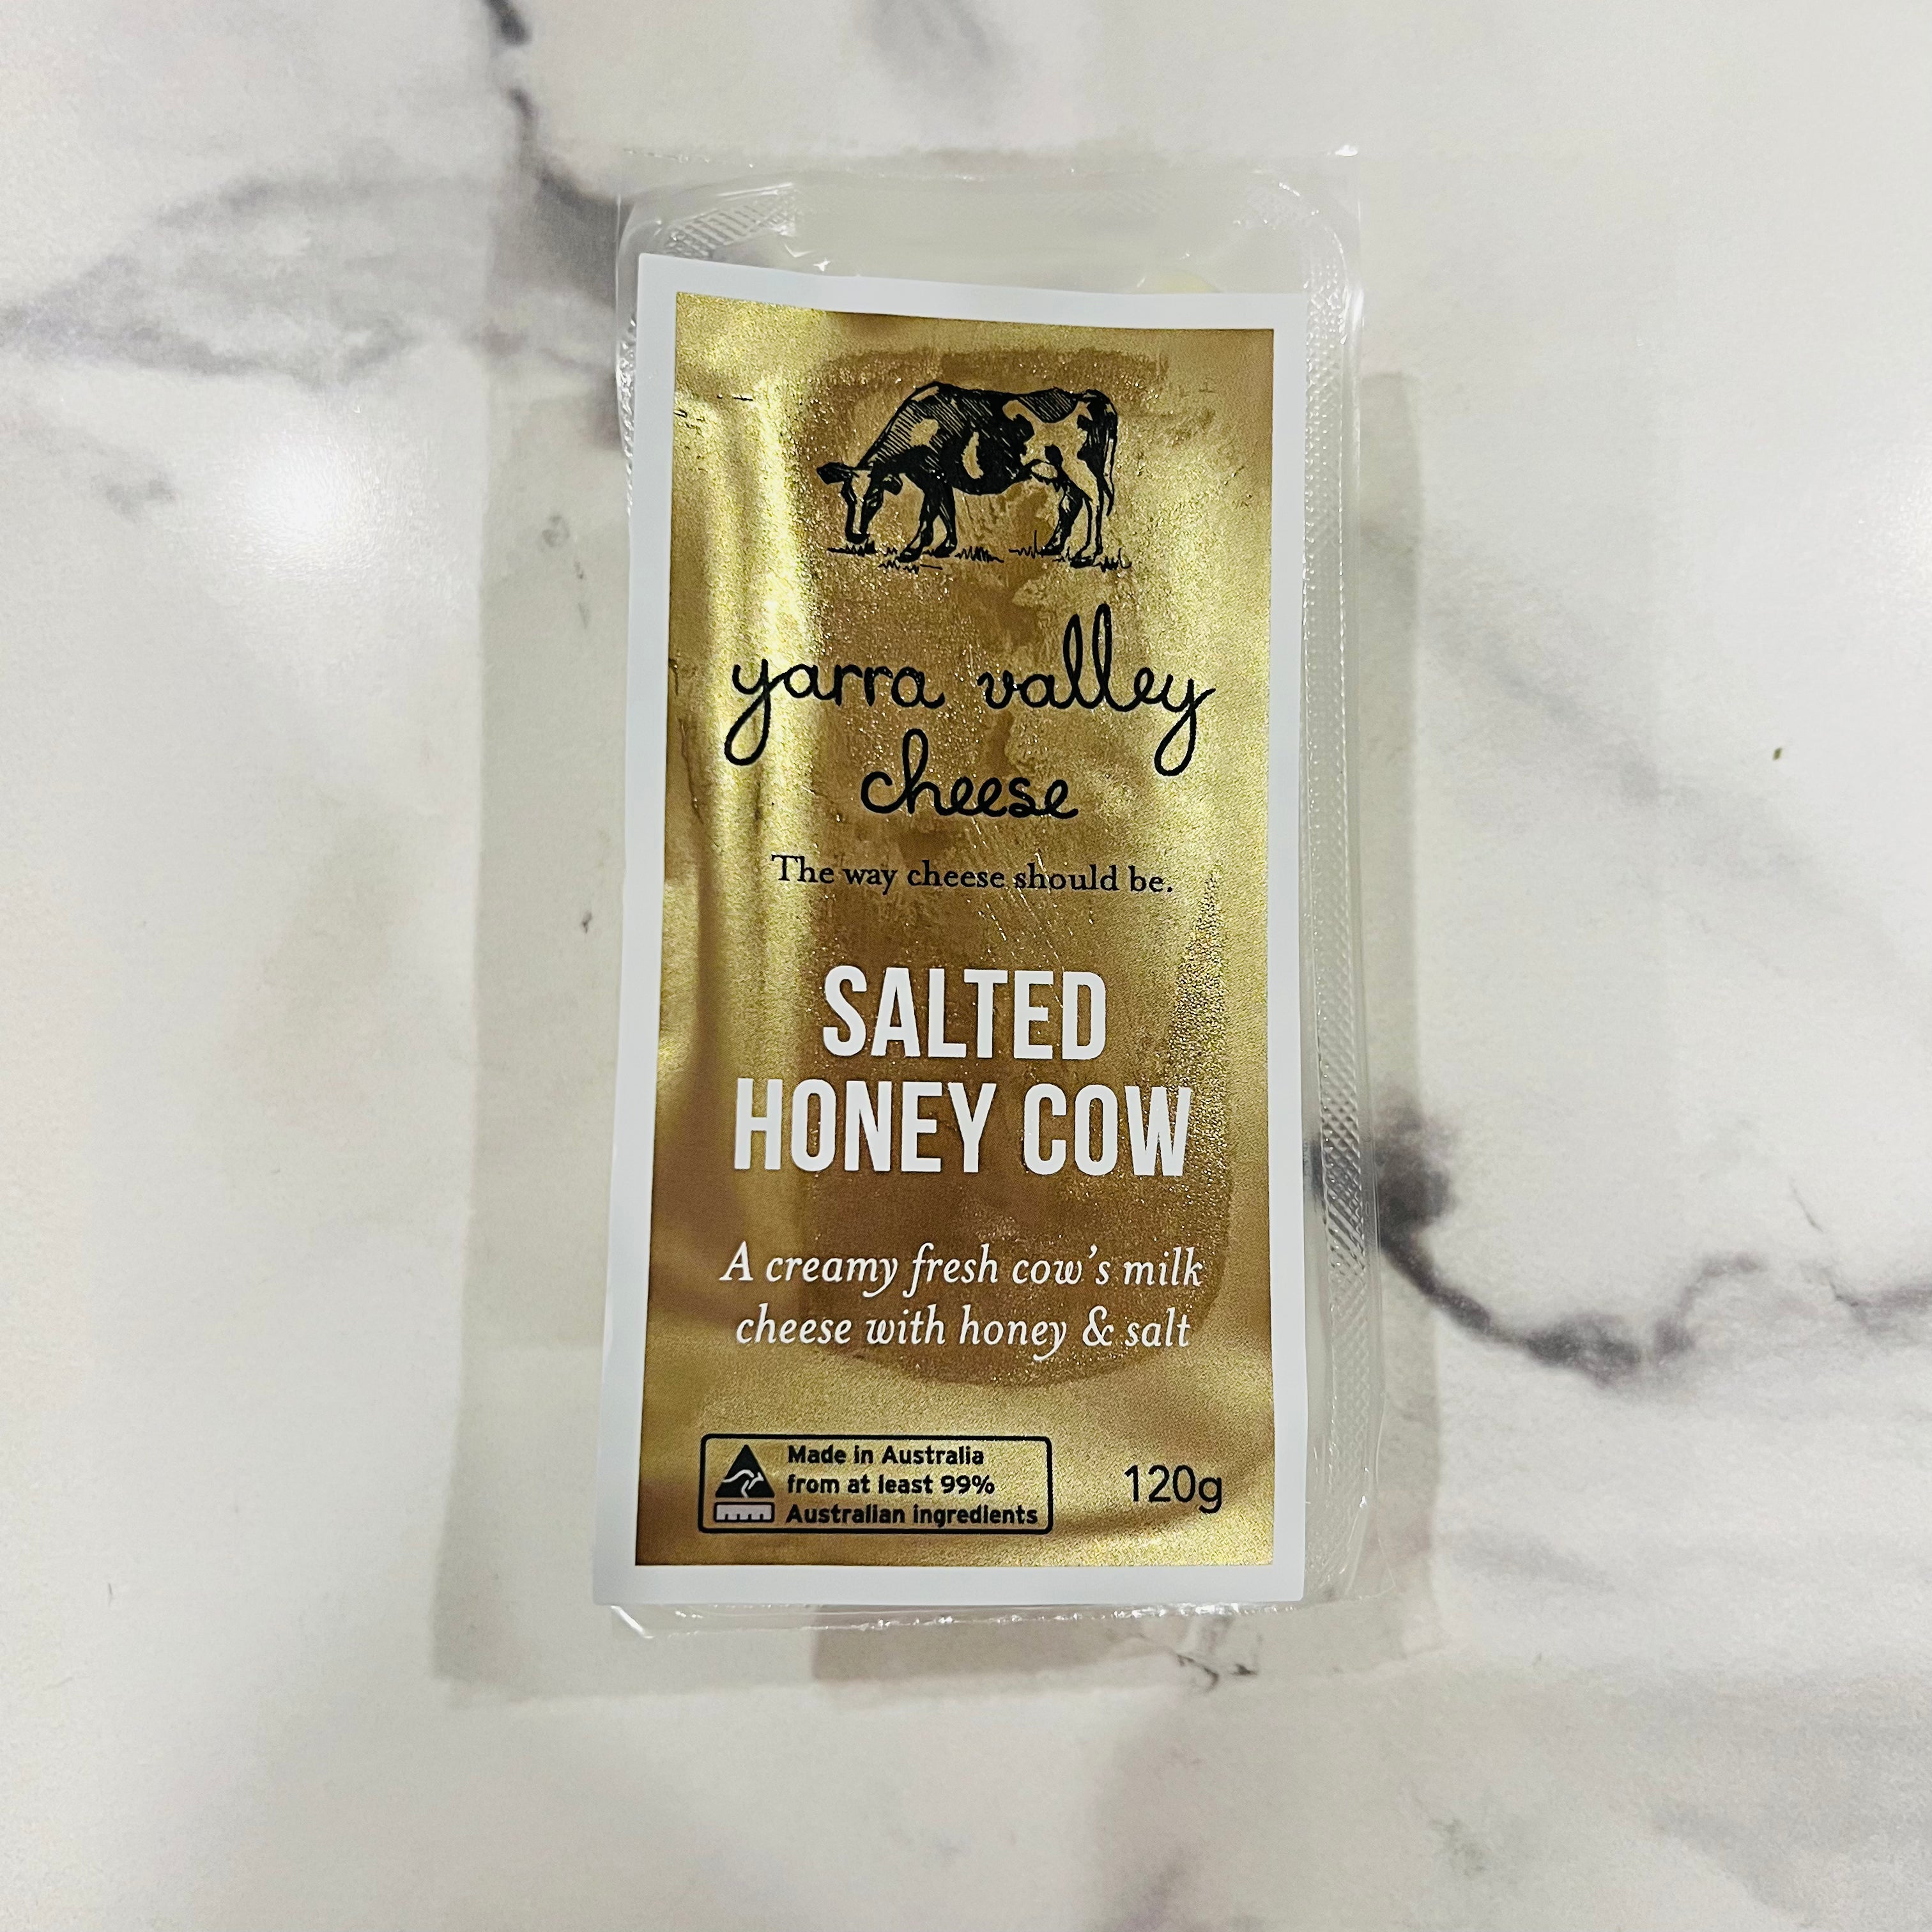 yarra valley
cheese
The way cheese should be.
SALTED
HONEY COW
A creamy fresh cow's milk
cheese with honey & salt
Made in Australia
from at least 99%
Australian ingredients
120g